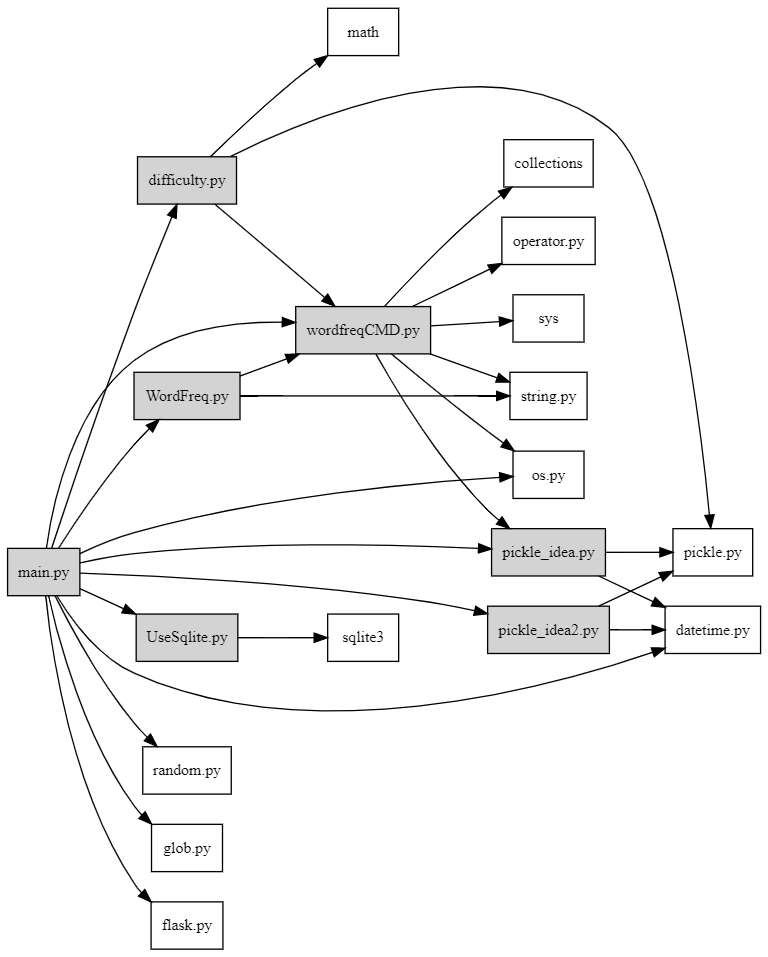 math
collections
difficulty.py
operator.py
sys
wordfreqCMD.py
WordFreq.py
string.py
os.py
pickle_idea.py
pickle.py
main.py
pickle_idea2.py
datetime.py
UseSqlite.py
sqlite3
random.py
glob.py
flask.py